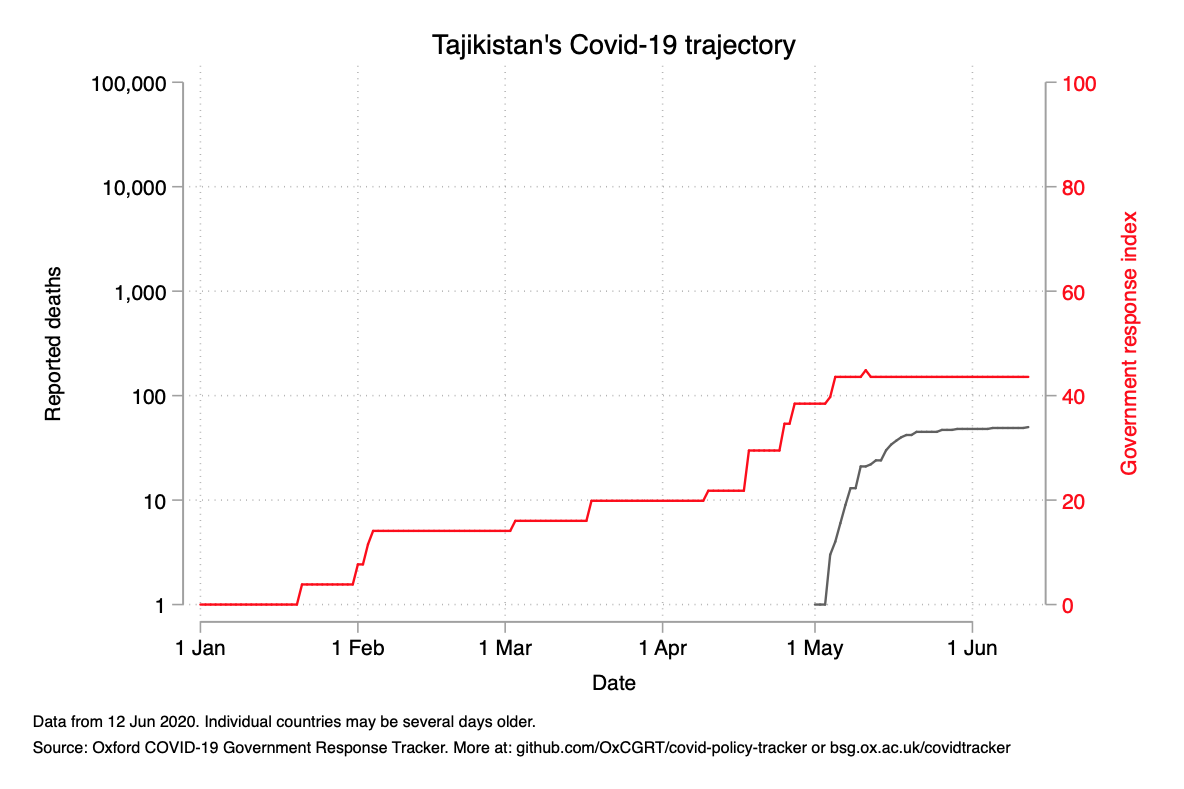 Tajikistan's Covid-19 trajectory
100,000
10,000
1,000
100
10
1
Reported deaths
100
80
60
40
20
0
Government response index
1 Jan
1 Feb
1 Mar
1 Apr
1 May
1 Jun
Date
Data from 12 Jun 2020. Individual countries may be several days older.
Source: Oxford COVID-19 Government Response Tracker. More at: github.com/OxCGRT/covid-policy-tracker or bsg.ox.ac.uk/covidtracker